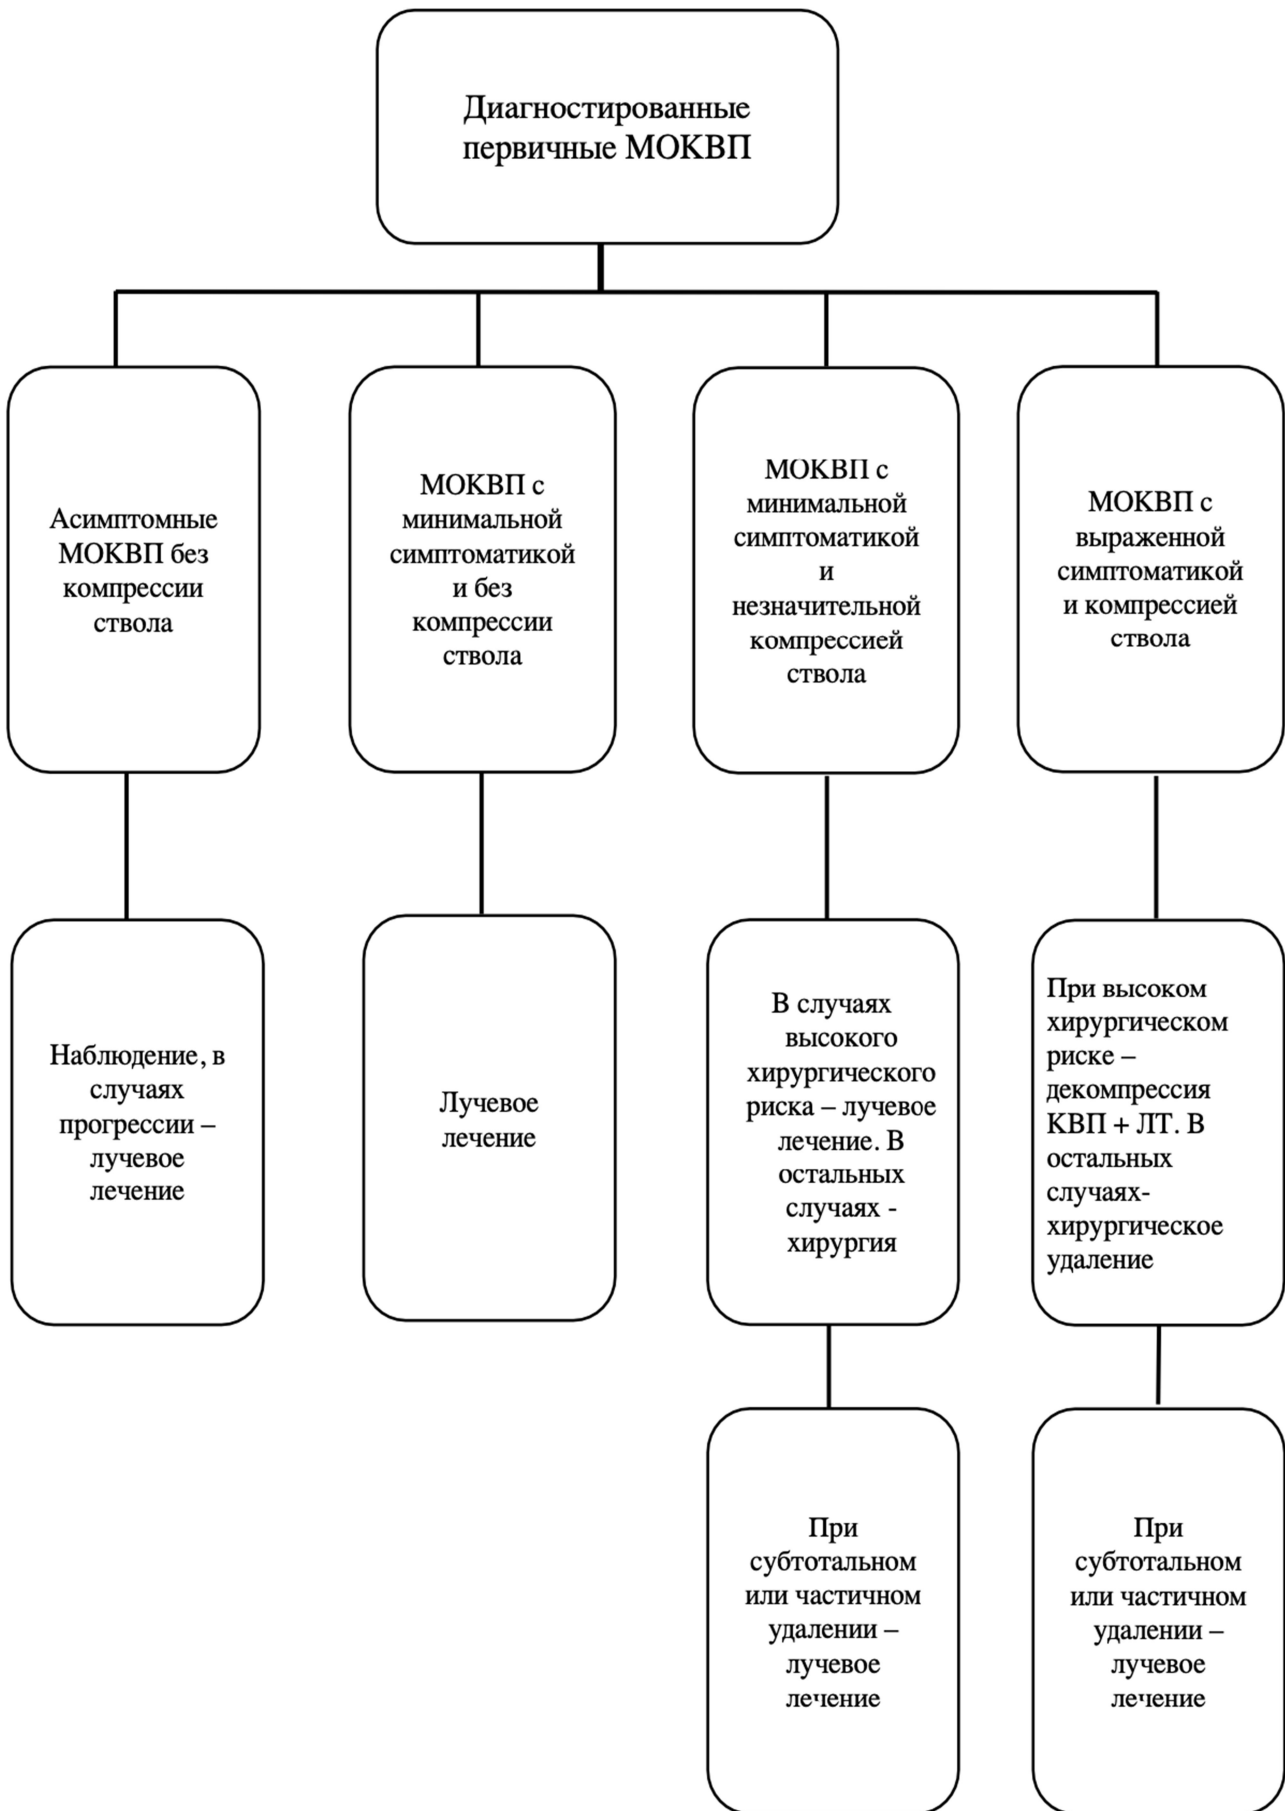 Диагностированные
первичные МОКВП
Асимптомные
МОКВП без
компрессии
ствола
МОКВП с
минимальной
симптоматикой
и без
компрессии
ствола
МОКВП с
минимальной
симптоматикой
и
незначительной
компрессией
ствола
МОКВП с
выраженной
симптоматикой
и компрессией
ствола
Наблюдение, в
случаях
прогрессии –
лучевое
лечение
Лучевое
лечение
В случаях
высокого
хирургического
риска – лучевое
лечение. В
остальных
случаях -
хирургия
При высоком
хирургическом
риске –
декомпрессия
КВП + ЛТ. В
остальных
случаях-
хирургическое
удаление
При
субтотальном
или частичном
удалении –
лучевое
лечение
При
субтотальном
или частичном
удалении –
лучевое
лечение